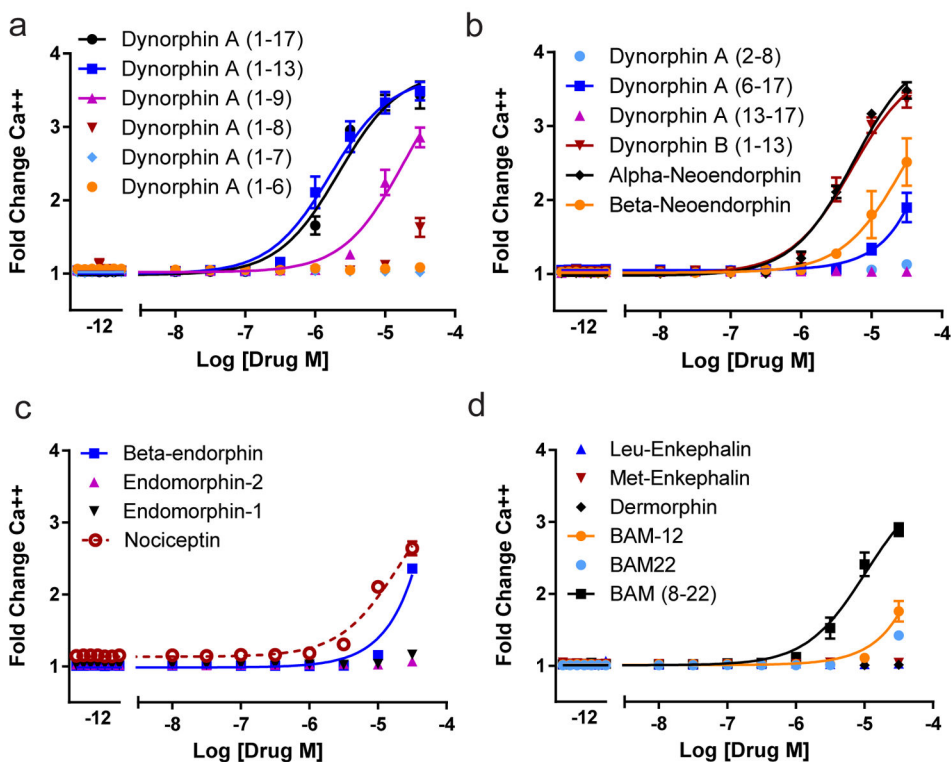 a
Fold Change Ca++
4
3
2
1
Dynorphin A (1-17)
Dynorphin A (1-13)
Dynorphin A (1-9)
Dynorphin A (1-8)
Dynorphin A (1-7)
Dynorphin A (1-6)
-12
-8
-7
-6
-5
-4
Log [Drug M]
b
Fold Change Ca++
4
3
2
1
Dynorphin A (2-8)
Dynorphin A (6-17)
Dynorphin A (13-17)
Dynorphin B (1-13)
Alpha-Neoendorphin
Beta-Neoendorphin
-12
-8
-7
-6
-5
-4
Log [Drug M]
c
Fold Change Ca++
4
3
2
1
Beta-endorphin
Endomorphin-2
Endomorphin-1
Nociceptin
-12
-8
-7
-6
-5
-4
Log [Drug M]
d
Fold Change Ca++
4
3
2
1
Leu-Enkephalin
Met-Enkephalin
Dermorphin
BAM-12
BAM22
BAM (8-22)
-12
-8
-7
-6
-5
-4
Log [Drug M]